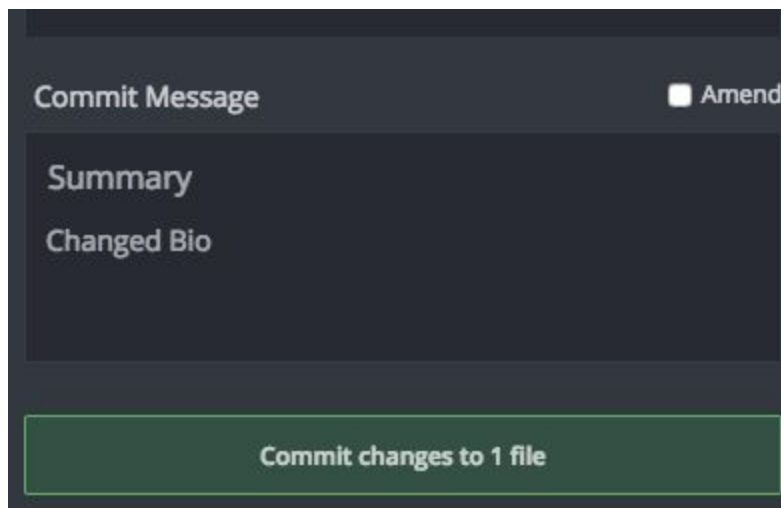 Commit Message
Amend
Summary
Changed Bio
Commit changes to 1 file